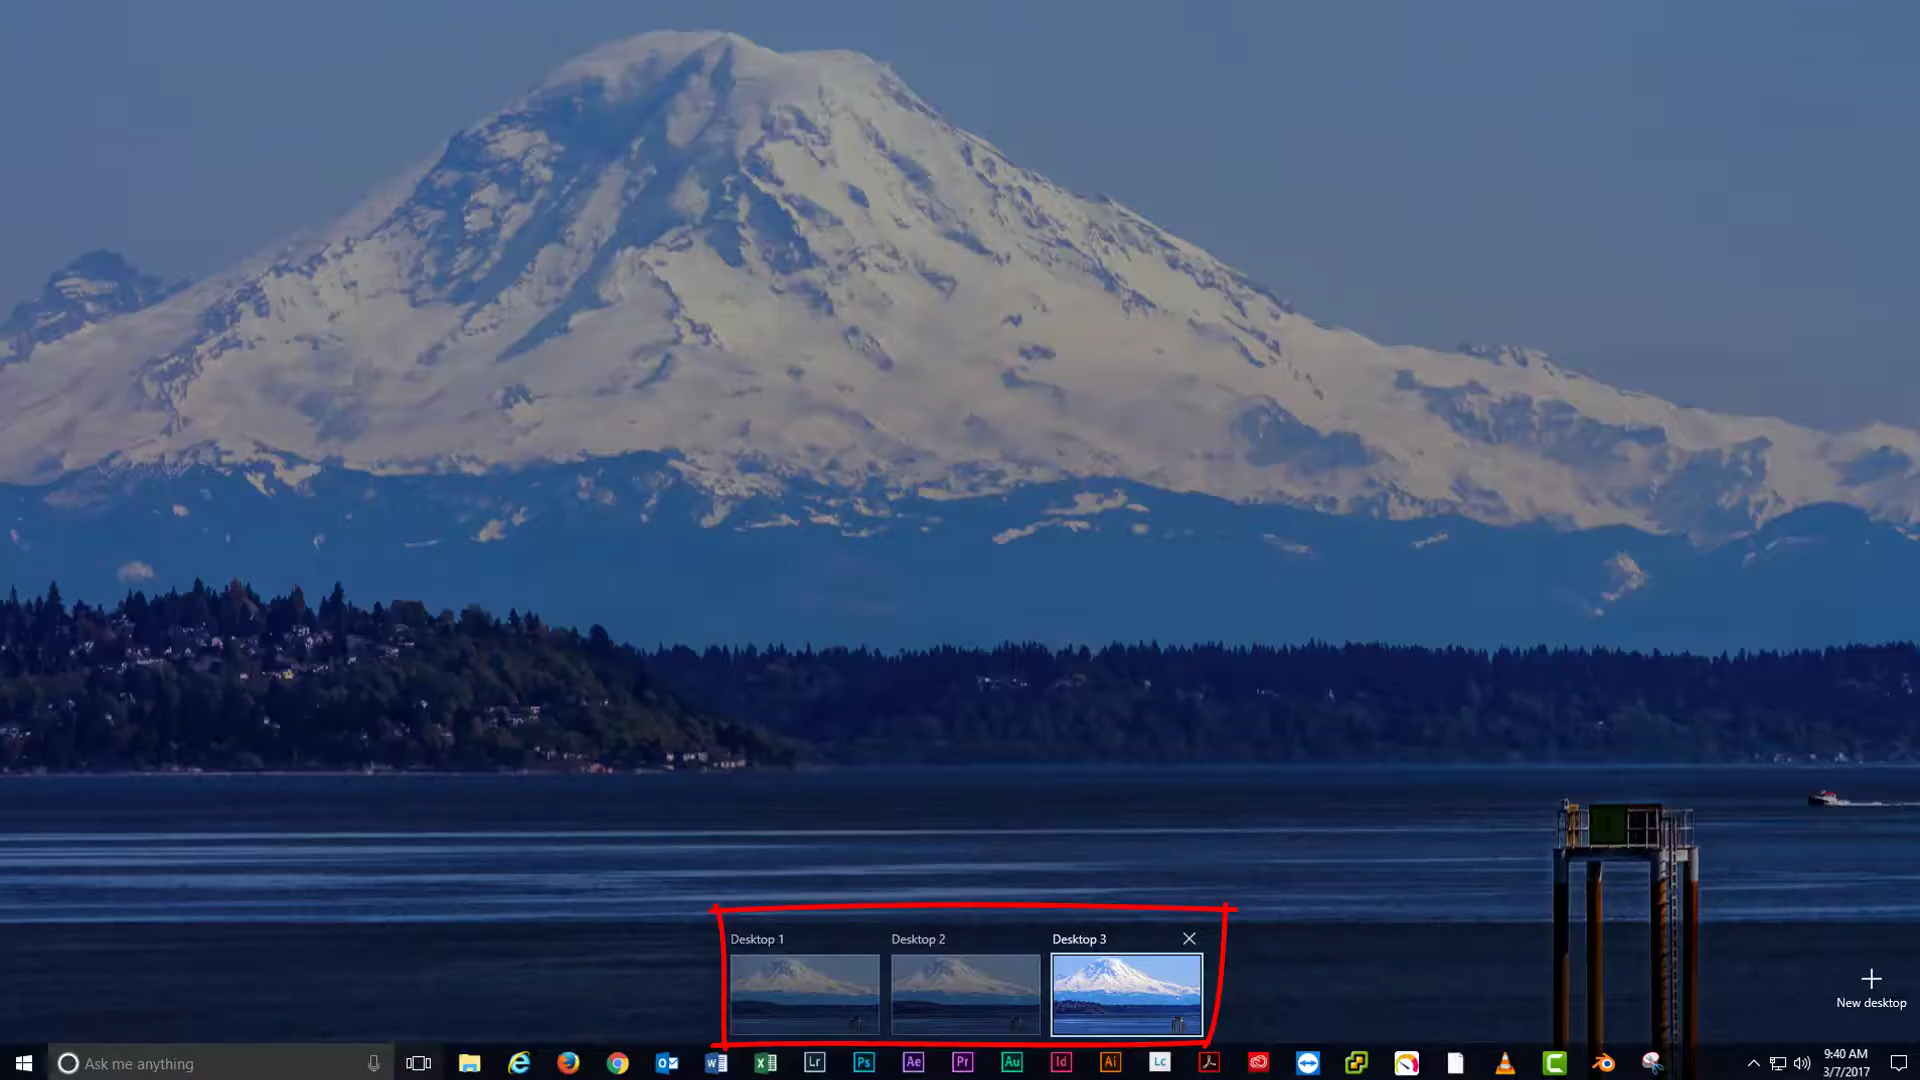 Desktop 1
Desktop 2
Desktop 3
New desktop
Ask me anything
Lr
Ps
Ae
Pr
Au
Id
Ai
Lc
9:40 AM
3/7/2017